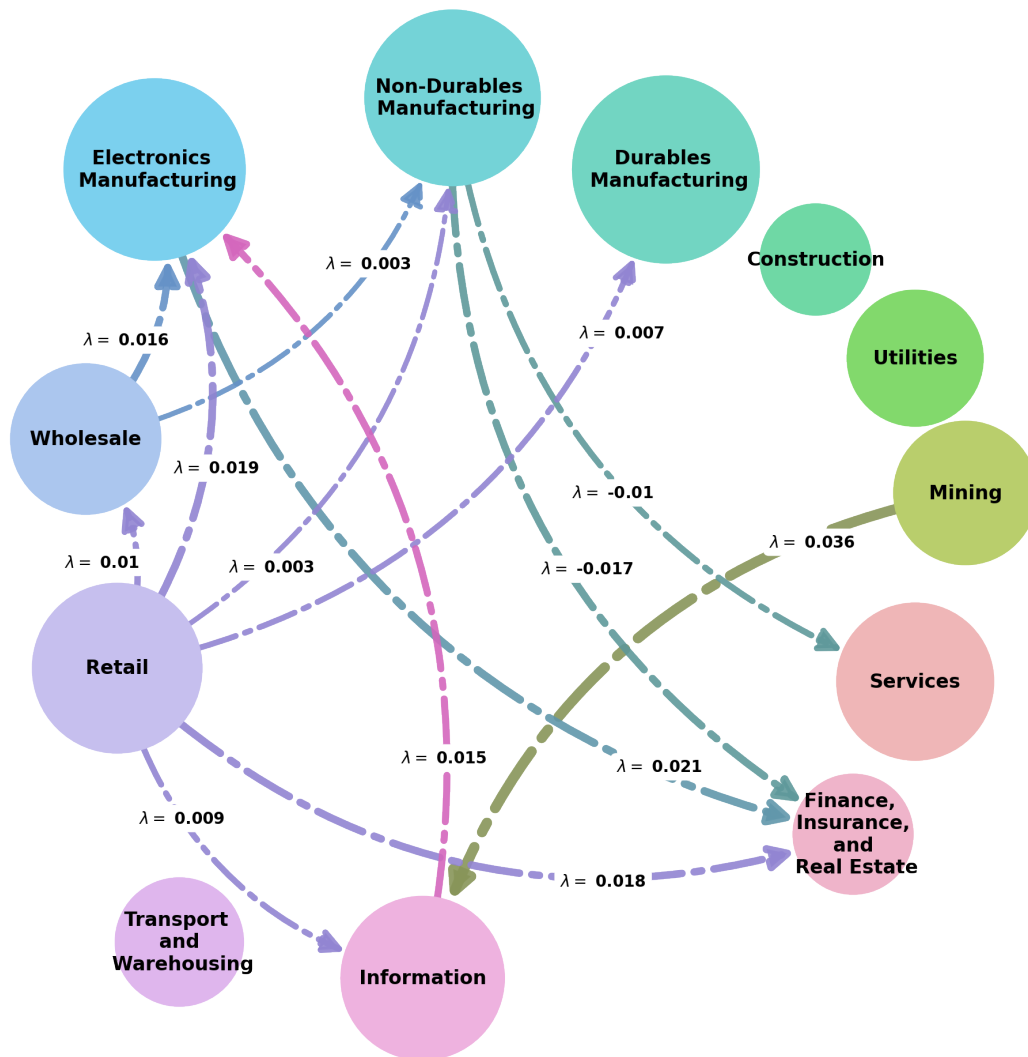 Non-Durables
Manufacturing
Electronics
Manufacturing
Durables
Manufacturing
Construction
λ = 0.003
λ = 0.007
λ = 0.016
Utilities
Wholesale
λ = 0.019
λ = -0.01
Mining
λ = 0.036
λ = 0.01
λ = 0.003
λ = -0.017
Retail
Services
λ = 0.015
λ = 0.021
λ = 0.009
Finance,
Insurance,
and
Real Estate
λ = 0.018
Transport
and
Warehousing
Information